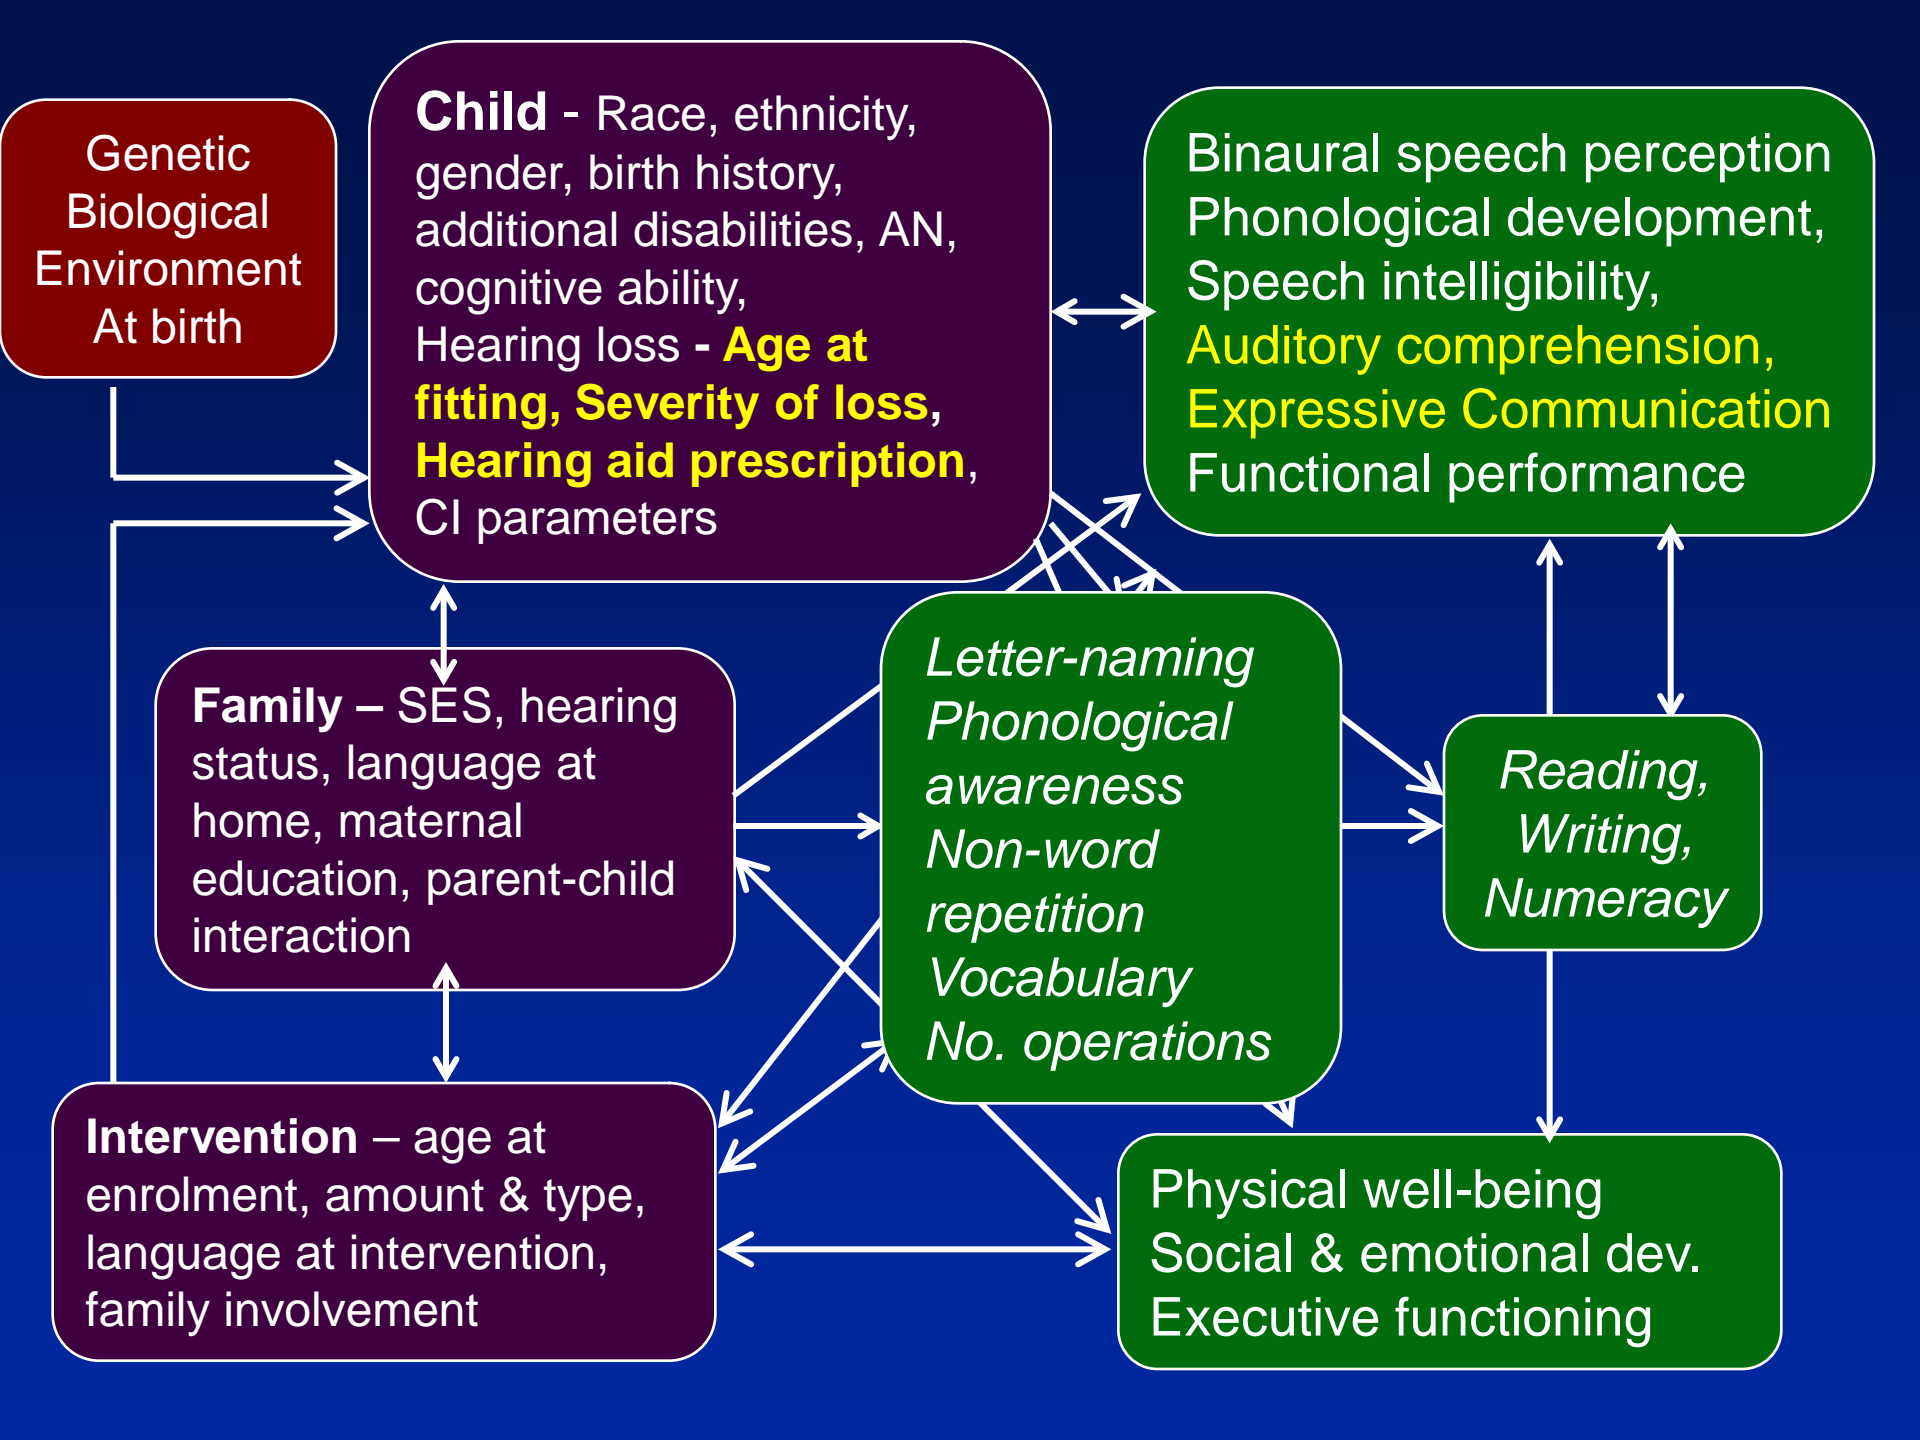 Genetic
Biological
Environment
At birth
Child - Race, ethnicity,
gender, birth history,
additional disabilities, AN,
cognitive ability,
Hearing loss - Age at
fitting, Severity of loss,
Hearing aid prescription,
CI parameters
Binaural speech perception
Phonological development,
Speech intelligibility,
Auditory comprehension,
Expressive Communication
Functional performance
Family – SES, hearing
status, language at
home, maternal
education, parent-child
interaction
Letter-naming
Phonological
awareness
Non-word
repetition
Vocabulary
No. operations
Reading,
Writing,
Numeracy
Intervention – age at
enrolment, amount & type,
language at intervention,
family involvement
Physical well-being
Social & emotional dev.
Executive functioning